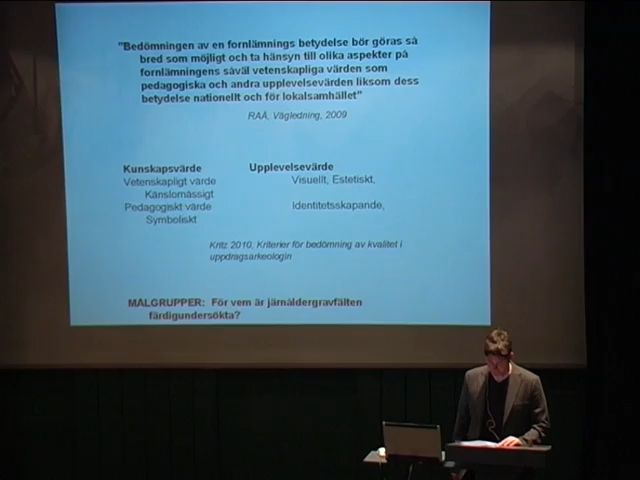 "Bedömningen av en fornlämnings betydelse bör göras så
bred som möjligt och ta hänsyn till olika aspekter på
fornlämningens såväl vetenskapliga värden som
pedagogiska och andra upplevelsevärden liksom dess
betydelse nationellt och för lokalsamhället"
RAÄ, Vägledning, 2009
Kunskapsvärde Upplevelsevärde
Vetenskapligt värde Visuellt, Estetiskt,
Känslomässigt
Pedagogiskt värde Identitetsskapande,
Symboliskt
Kritz 2010, Kriterier för bedömning av kvalitet i
uppdragsarkeologin
MÅLGRUPPER: För vem är järnåldergravfälten
färdigundersökta?